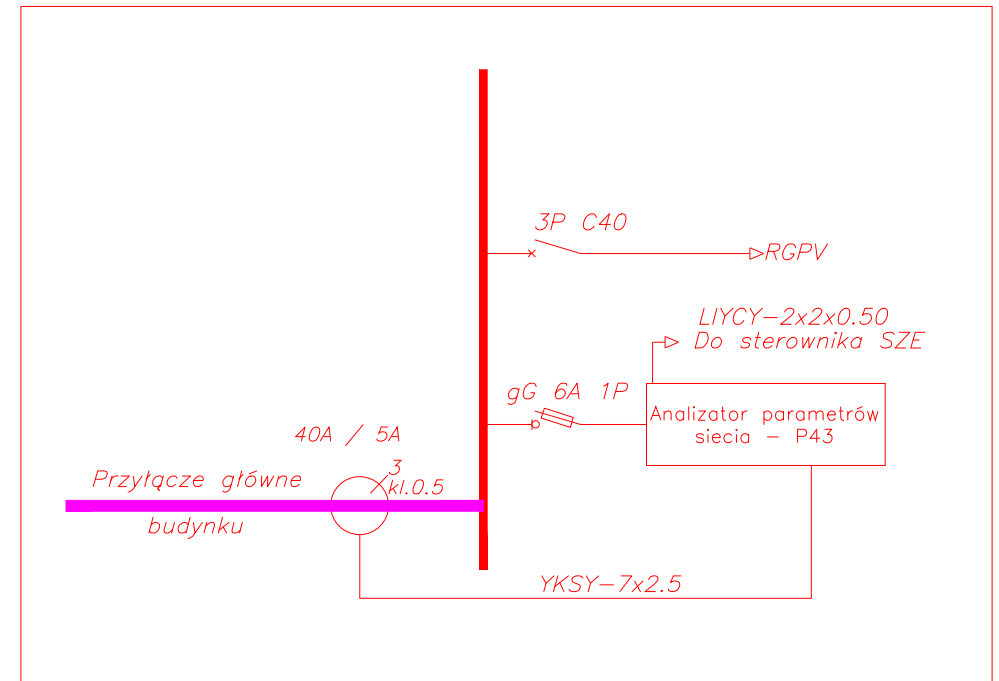 3P C40
RGPV
LIYCY-2x2x0.50
Do sterownika SZE
gG 6A 1P
Analizator parametrów
siecia - P43
40A / 5A
3
kl.0.5
Przyłącze główne
budynku
YKSY-7x2.5